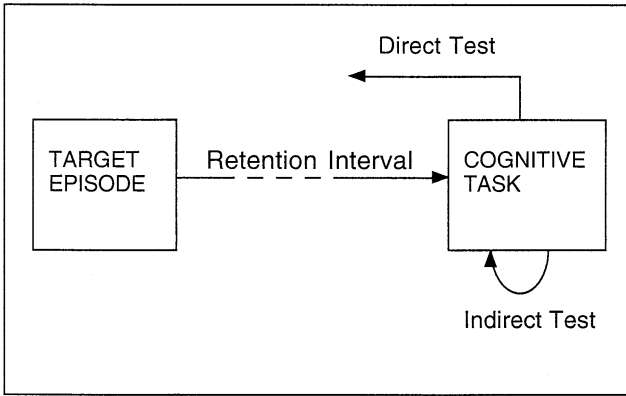 Direct Test
TARGET
EPISODE
Retention Interval
COGNITIVE
TASK
Indirect Test